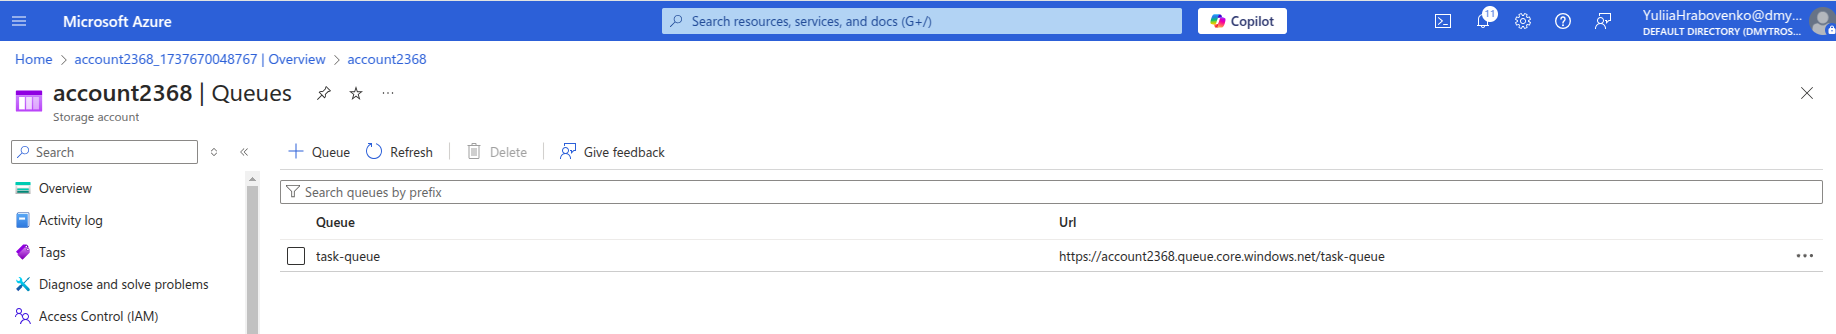 Microsoft Azure
Search resources, services, and docs (G+/)
Copilot
11
YuliiaHrabovenko@dmy...
DEFAULT DIRECTORY (DMYTROS...
Home > account2368_1737670048767 | Overview > account2368
account2368 | Queues
Storage account
Search
Queue
Refresh
Delete
Give feedback
Overview
Activity log
Tags
Diagnose and solve problems
Access Control (IAM)
Search queues by prefix
Queue Url
task-queue https://account2368.queue.core.windows.net/task-queue